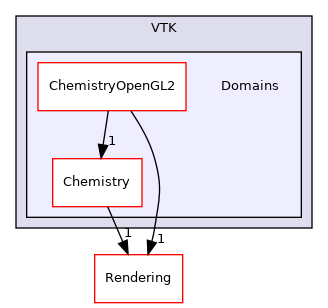 VTK
ChemistryOpenGL2
Domains
1
Chemistry
1
1
Rendering